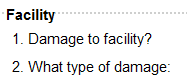 Facility
1. Damage to facility?
2. What type of damage: